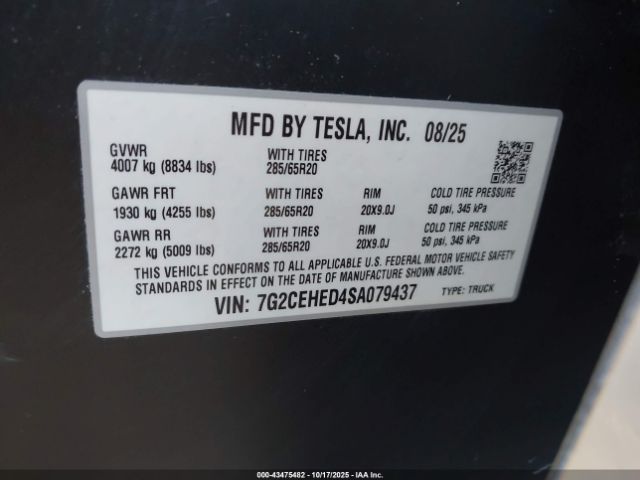 MFD BY TESLA, INC. 08/25
GVWR WITH TIRES
4007 kg (8834 lbs) 285/65R20
GAWR FRT WITH TIRES RIM COLD TIRE PRESSURE
1930 kg (4255 lbs) 285/65R20 20X9.0J 50 psi, 345 kPa
GAWR RR WITH TIRES RIM COLD TIRE PRESSURE
2272 kg (5009 lbs) 285/65R20 20X9.0J 50 psi, 345 kPa
THIS VEHICLE CONFORMS TO ALL APPLICABLE U.S. FEDERAL MOTOR VEHICLE SAFETY
STANDARDS IN EFFECT ON THE DATE OF MANUFACTURE SHOWN ABOVE.
VIN: 7G2CEHED4SA079437 TYPE: TRUCK
000-43475482 - 10/17/2025 - IAA Inc.